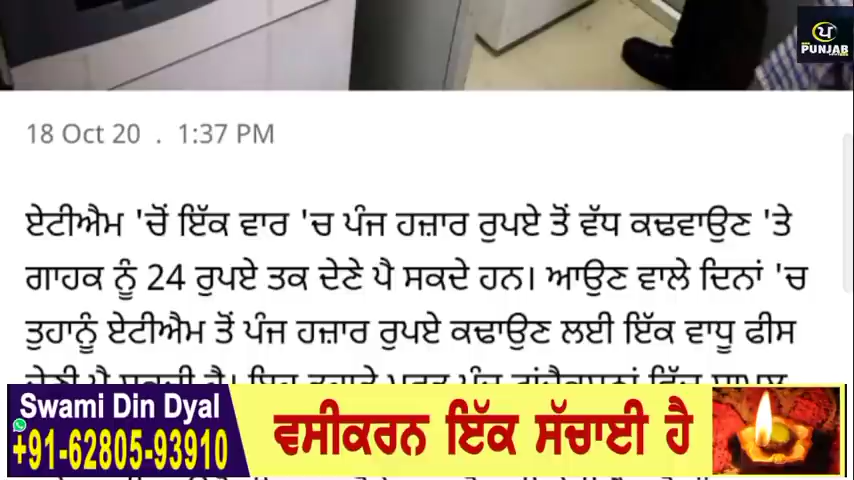 ਪ
PUNJAB
18 Oct 20 . 1:37 PM
ਏਟੀਐਮ 'ਚੋਂ ਇੱਕ ਵਾਰ 'ਚ ਪੰਜ ਹਜ਼ਾਰ ਰੁਪਏ ਤੋਂ ਵੱਧ ਕਢਵਾਉਣ 'ਤੇ
ਗਾਹਕ ਨੂੰ 24 ਰੁਪਏ ਤਕ ਦੇਣੇ ਪੈ ਸਕਦੇ ਹਨ। ਆਉਣ ਵਾਲੇ ਦਿਨਾਂ 'ਚ
ਤੁਹਾਨੂੰ ਏਟੀਐਮ ਤੋਂ ਪੰਜ ਹਜ਼ਾਰ ਰੁਪਏ ਕਢਾਉਣ ਲਈ ਇੱਕ ਵਾਧੂ ਫੀਸ
Swami Din Dyal
+91-62805-93910
ਵਸੀਕਰਨ ਇੱਕ ਸੱਚਾਈ ਹੈ